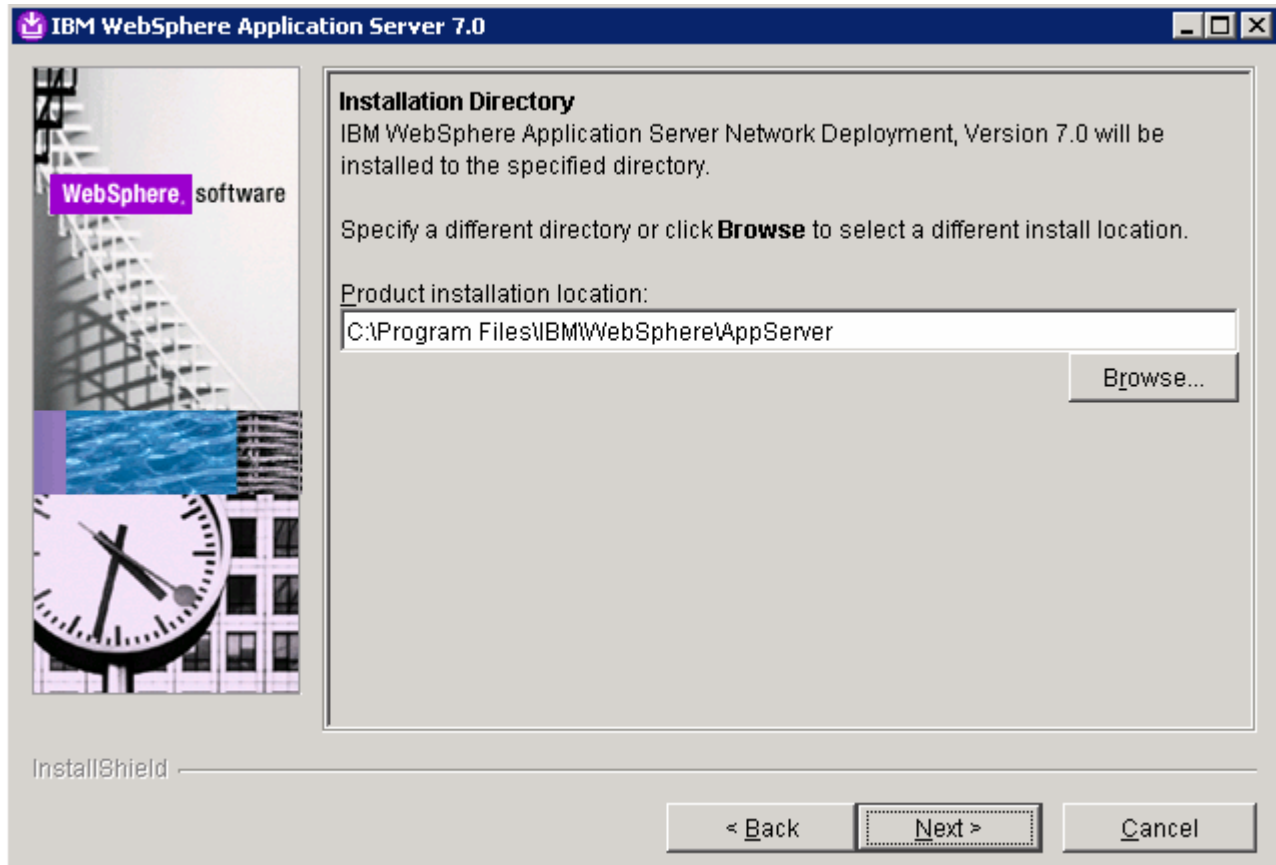 IBM WebSphere Application Server 7.0
WebSphere. software
Installation Directory
IBM WebSphere Application Server Network Deployment, Version 7.0 will be
installed to the specified directory.
Specify a different directory or click Browse to select a different install location.
Product installation location:
C:\Program Files\IBM\WebSphere\AppServer
Browse...
InstallShield
< Back
Next >
Cancel